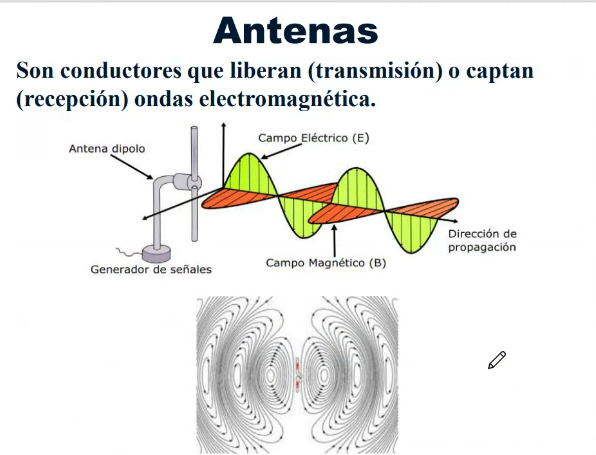 Antenas
Son conductores que liberan (transmisión) o captan
(recepción) ondas electromagnética.
Campo Eléctrico (E)
Antena dipolo
Dirección de
propagación
Campo Magnético (B)
Generador de señales